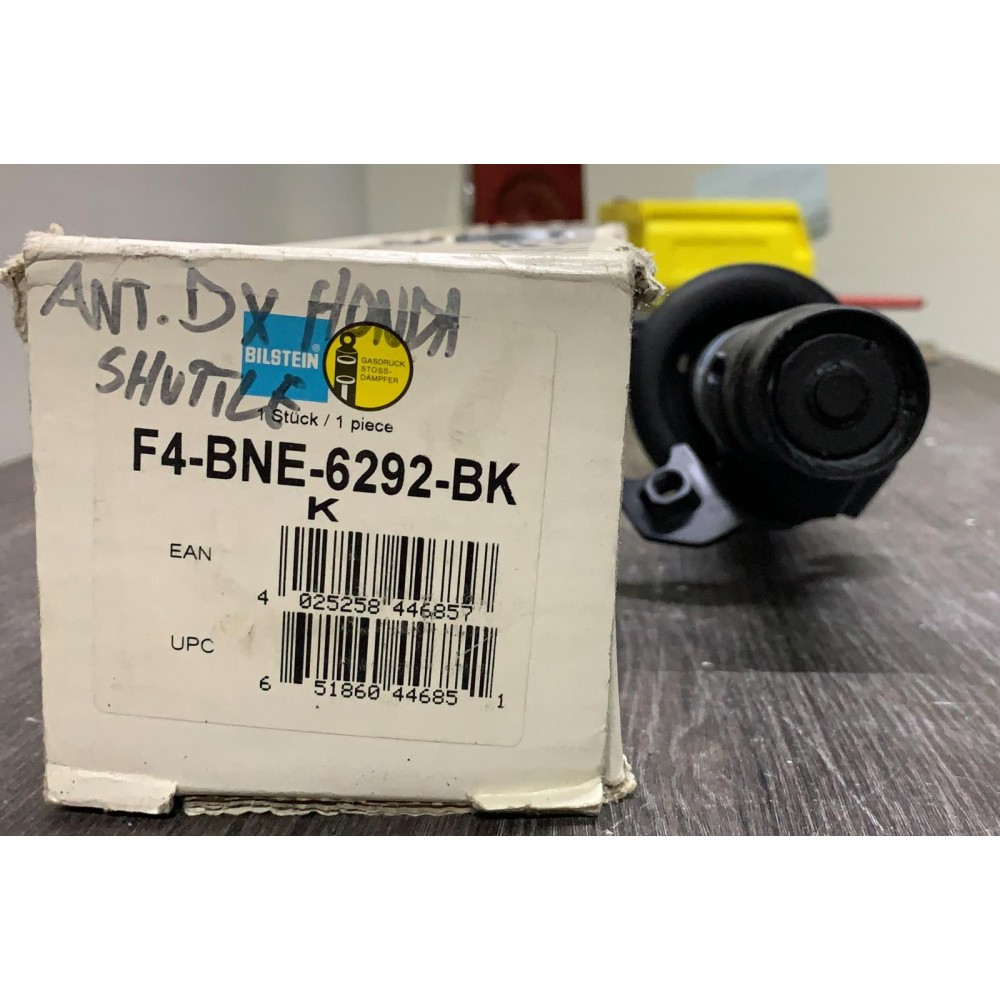 ANT. DX HONDA
SHUTTLE
BILSTEIN
GASDRUCK
STOSS-
DÄMPFER
1 Stück / 1 piece
F4-BNE-6292-BK
K
EAN
4 025258 446857
UPC
6 51860 44685 1